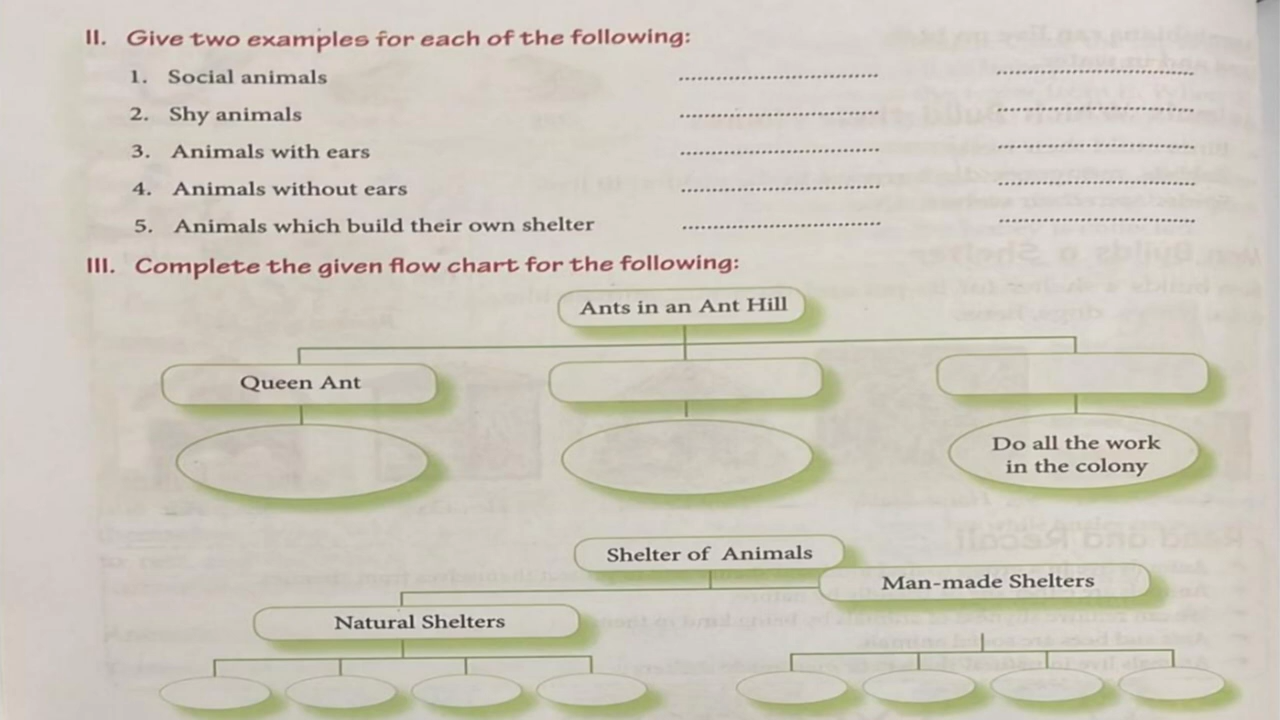 II. Give two examples for each of the following:
1. Social animals
2. Shy animals
3. Animals with ears
4. Animals without ears
5. Animals which build their own shelter
III. Complete the given flow chart for the following:
Ants in an Ant Hill
Queen Ant
Do all the work
in the colony
Shelter of Animals
Man-made Shelters
Natural Shelters